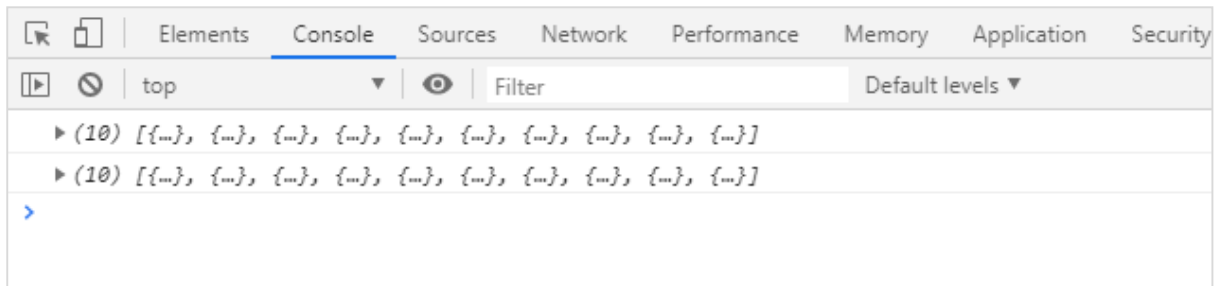 Elements Console Sources Network Performance Memory Application Security
top ▼ Filter Default levels ▼
▶ (10) [{…}, {…}, {…}, {…}, {…}, {…}, {…}, {…}, {…}, {…}]
▶ (10) [{…}, {…}, {…}, {…}, {…}, {…}, {…}, {…}, {…}, {…}]
>